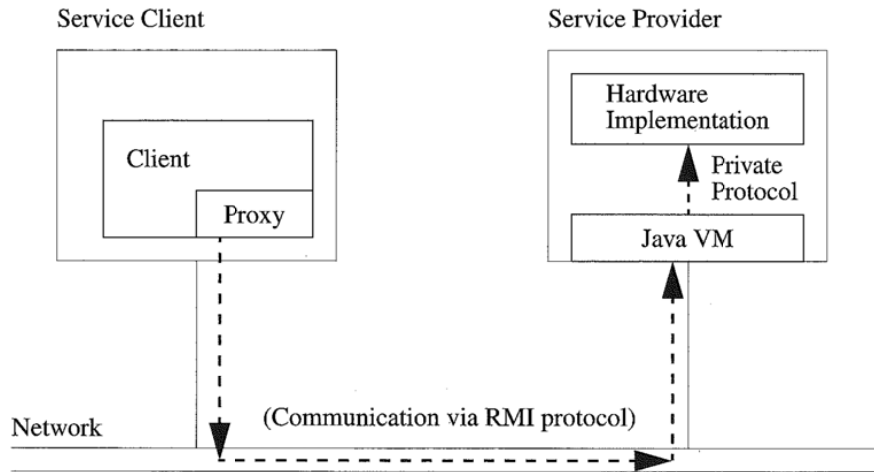 Service Client
Service Provider
Client
Proxy
Hardware
Implementation
Private
Protocol
Java VM
(Communication via RMI protocol)
Network